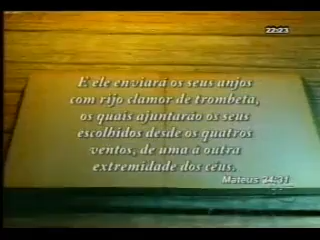 22:23
E ele enviará os seus anjos
com rijo clamor de trombeta,
os quais ajuntarão os seus
escolhidos desde os quatros
ventos, de uma à outra
extremidade dos céus.
Mateus 24:31